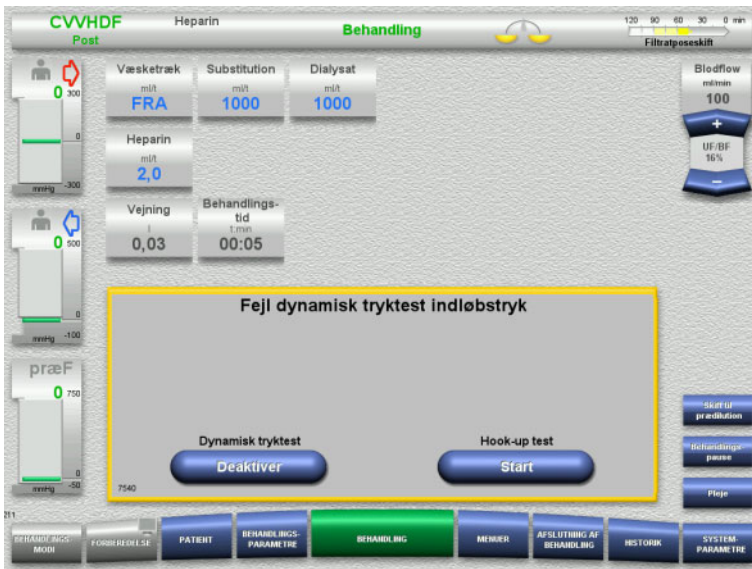 CVVHDF
Post
Heparin
Behandling
120 90 60 30 0 min
Filtratposeskift
0 300
0
mmHg -300
0 500
0
mmHg -100
præF
0 750
0
mmHg -50
Væsketræk
ml/t
FRA
Substitution
ml/t
1000
Dialysat
ml/t
1000
Heparin
ml/t
2,0
Vejning
l
0,03
Behandlings-
tid
t:min
00:05
Blodflow
ml/min
100
+
UF/BF
16%
–
Fejl dynamisk tryktest indløbstryk
Dynamisk tryktest
Deaktiver
Hook-up test
Start
7540
Skift til
prædilution
Behandlings-
pause
Pleje
211
BEHANDLINGS-
MODI
FORBEREDELSE
PATIENT
BEHANDLINGS-
PARAMETRE
BEHANDLING
MENUER
AFSLUTNING AF
BEHANDLING
HISTORIK
SYSTEM-
PARAMETRE